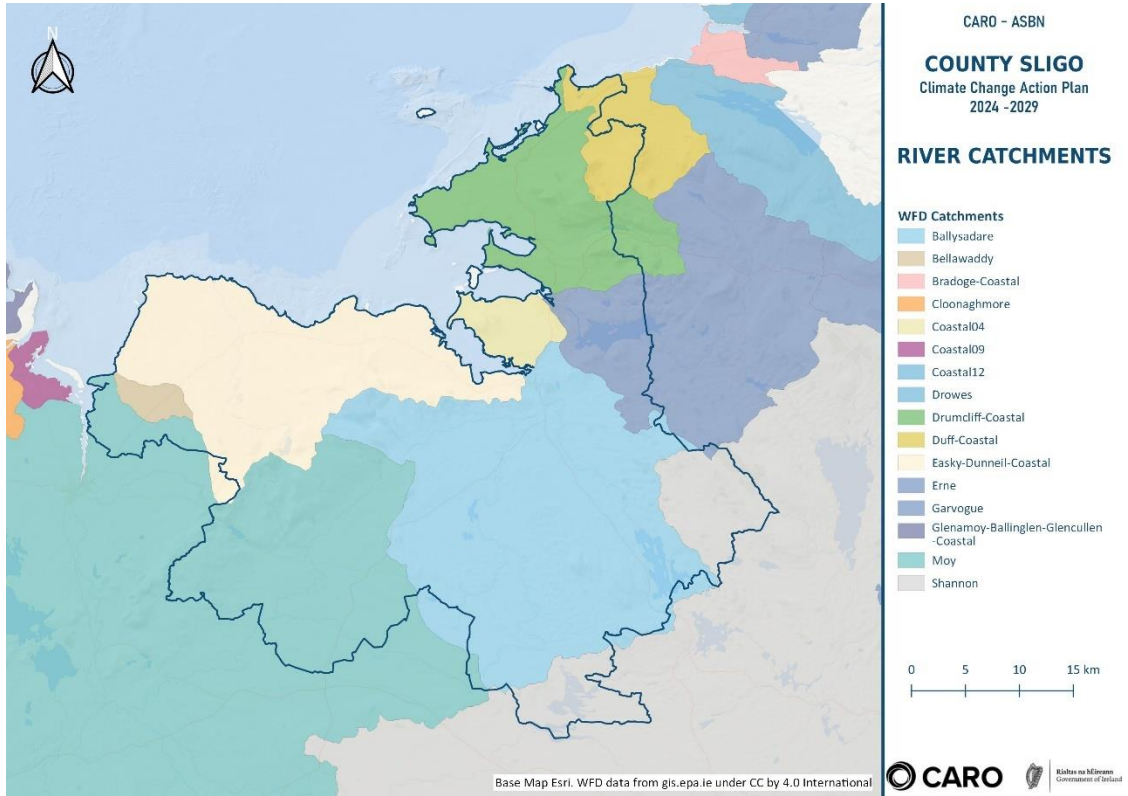 N
CARO - ASBN
COUNTY SLIGO
Climate Change Action Plan
2024 -2029
RIVER CATCHMENTS
WFD Catchments
Ballysadare
Bellawaddy
Bradoge-Coastal
Cloonaghmore
Coastal04
Coastal09
Coastal12
Drowes
Drumcliff-Coastal
Duff-Coastal
Easky-Dunneil-Coastal
Erne
Garvogue
Glenamoy-Ballinglen-Glencullen
-Coastal
Moy
Shannon
0 5 10 15 km
Base Map Esri. WFD data from gis.epa.ie under CC by 4.0 International
CARO
Rialtas na hÉireann
Government of Ireland